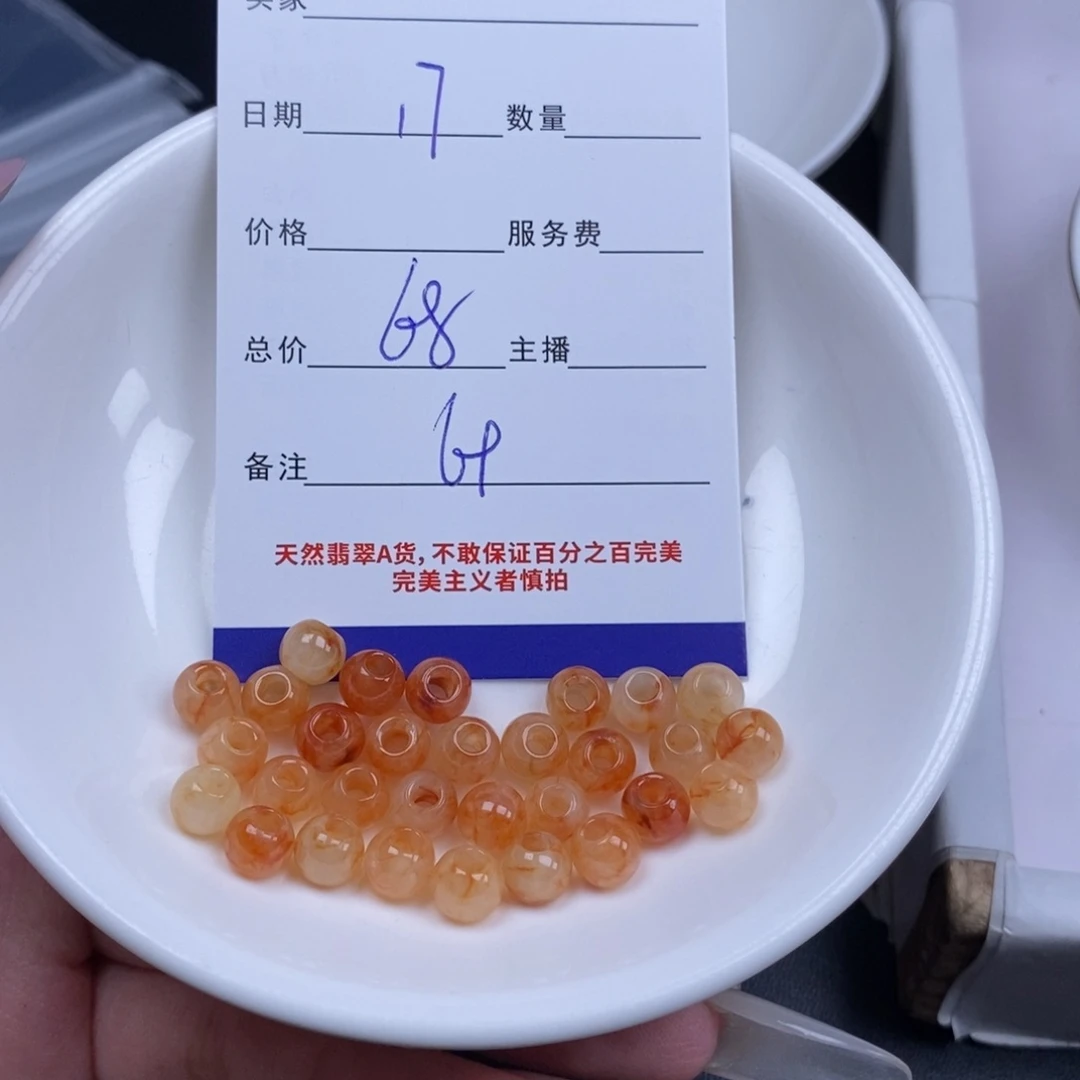 买家
日期 17 数量
价格 服务费
总价 68 主播
备注
天然翡翠A货, 不敢保证百分之百完美
完美主义者慎拍